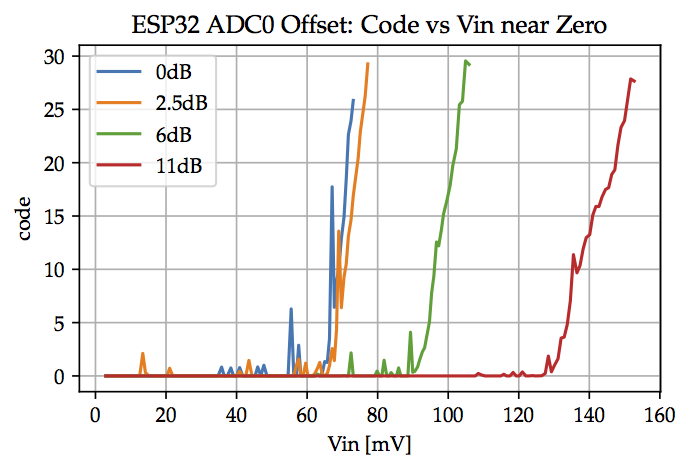 ESP32 ADC0 Offset: Code vs Vin near Zero
30
25
20
15
10
5
0
code
0dB
2.5dB
6dB
11dB
0 20 40 60 80 100 120 140 160
Vin [mV]